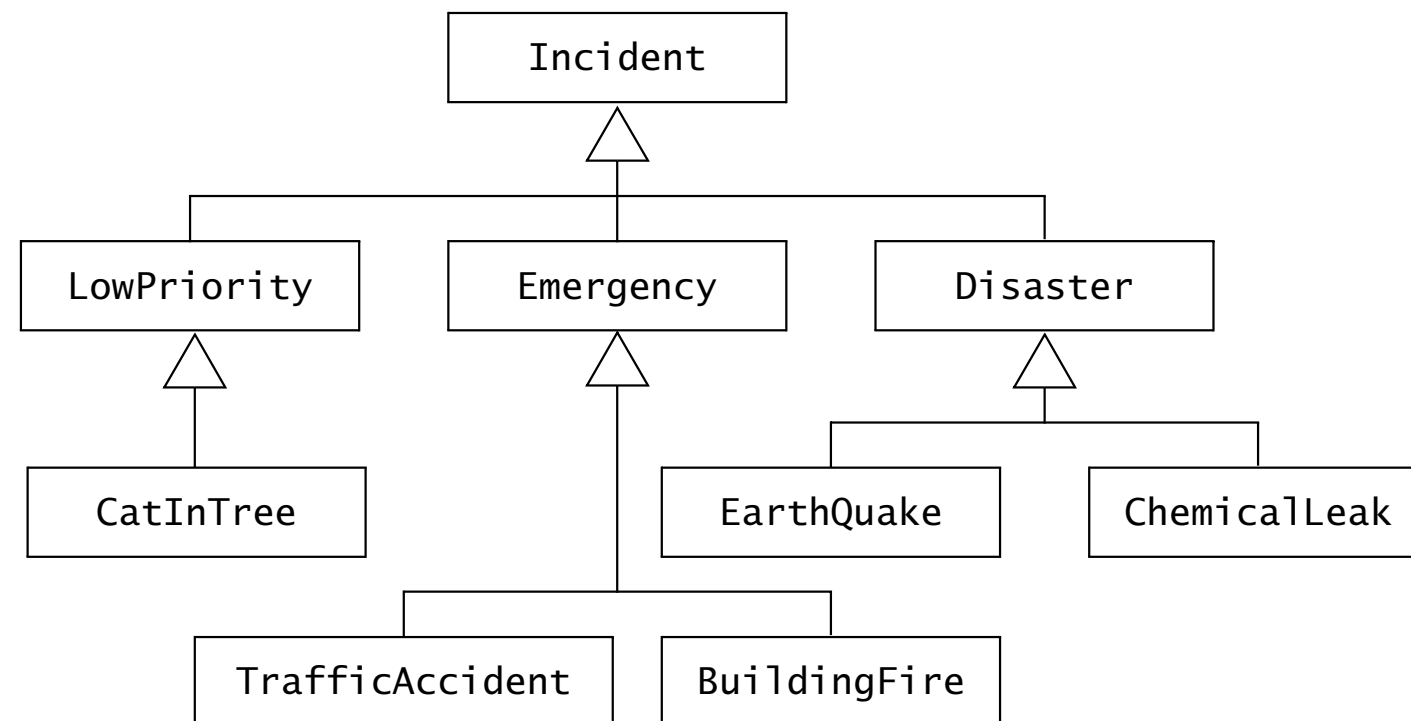 Incident
LowPriority
Emergency
Disaster
CatInTree
EarthQuake
ChemicalLeak
TrafficAccident
BuildingFire